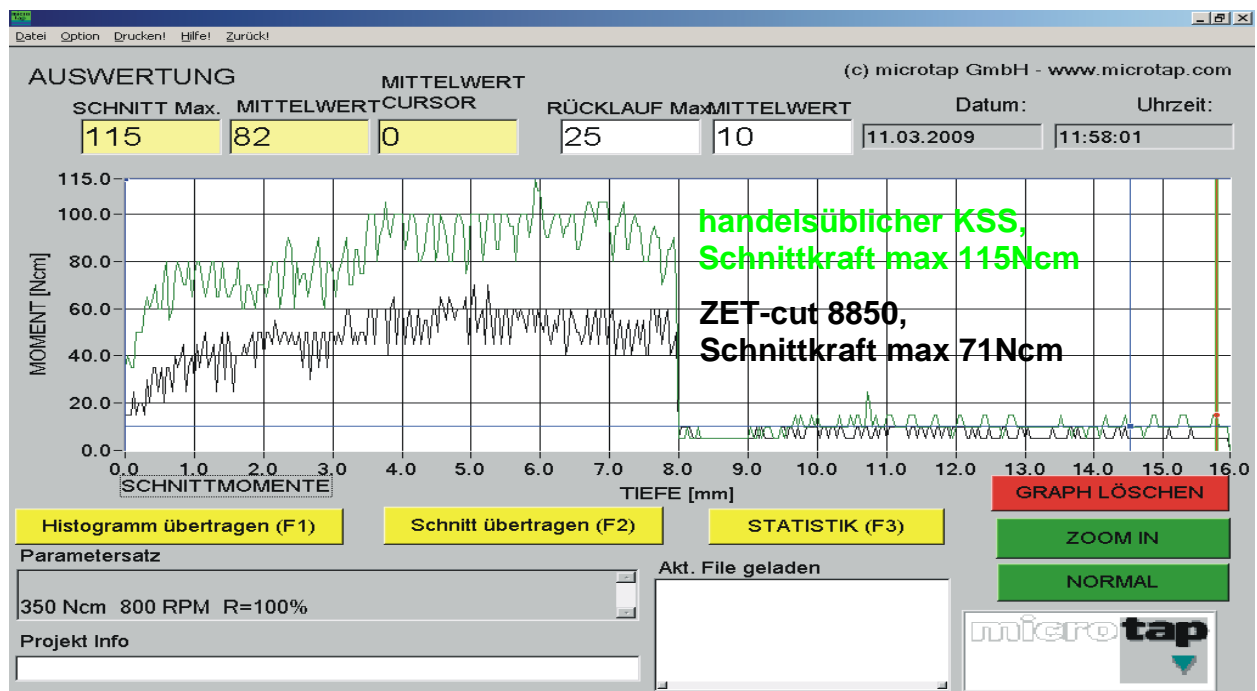 Datei Option Drucken! Hilfe! Zurück!
(c) microtap GmbH - www.microtap.com
AUSWERTUNG
SCHNITT Max. MITTELWERT MITTELWERT CURSOR RÜCKLAUF Max. MITTELWERT Datum: Uhrzeit:
115 82 0 25 10 11.03.2009 11:58:01
115.0
100.0
80.0
60.0
40.0
20.0
0.0
MOMENT [Ncm]
handelsüblicher KSS,
Schnittkraft max 115Ncm
ZET-cut 8850,
Schnittkraft max 71Ncm
0.0 1.0 2.0 3.0 4.0 5.0 6.0 7.0 8.0 9.0 10.0 11.0 12.0 13.0 14.0 15.0 16.0
SCHNITTMOMENTE
TIEFE [mm]
GRAPH LÖSCHEN
Histogramm übertragen (F1) Schnitt übertragen (F2) STATISTIK (F3)
ZOOM IN
NORMAL
Parametersatz
350 Ncm 800 RPM R=100%
Akt. File geladen
Projekt Info
microtap